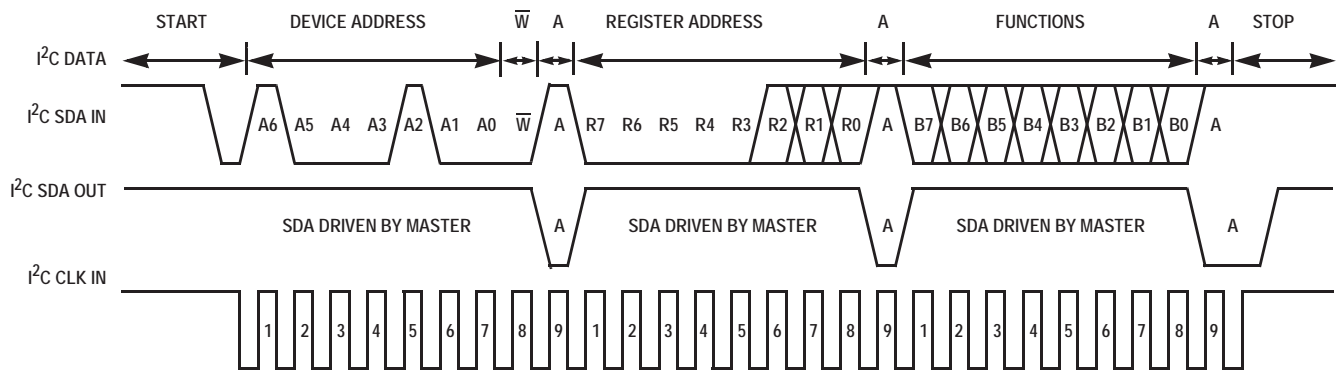 START DEVICE ADDRESS W̅ A REGISTER ADDRESS A FUNCTIONS A STOP
I²C DATA
I²C SDA IN A6 A5 A4 A3 A2 A1 A0 W̅ A R7 R6 R5 R4 R3 R2 R1 R0 A B7 B6 B5 B4 B3 B2 B1 B0 A
I²C SDA OUT
SDA DRIVEN BY MASTER A SDA DRIVEN BY MASTER A SDA DRIVEN BY MASTER A
I²C CLK IN
1 2 3 4 5 6 7 8 9 1 2 3 4 5 6 7 8 9 1 2 3 4 5 6 7 8 9